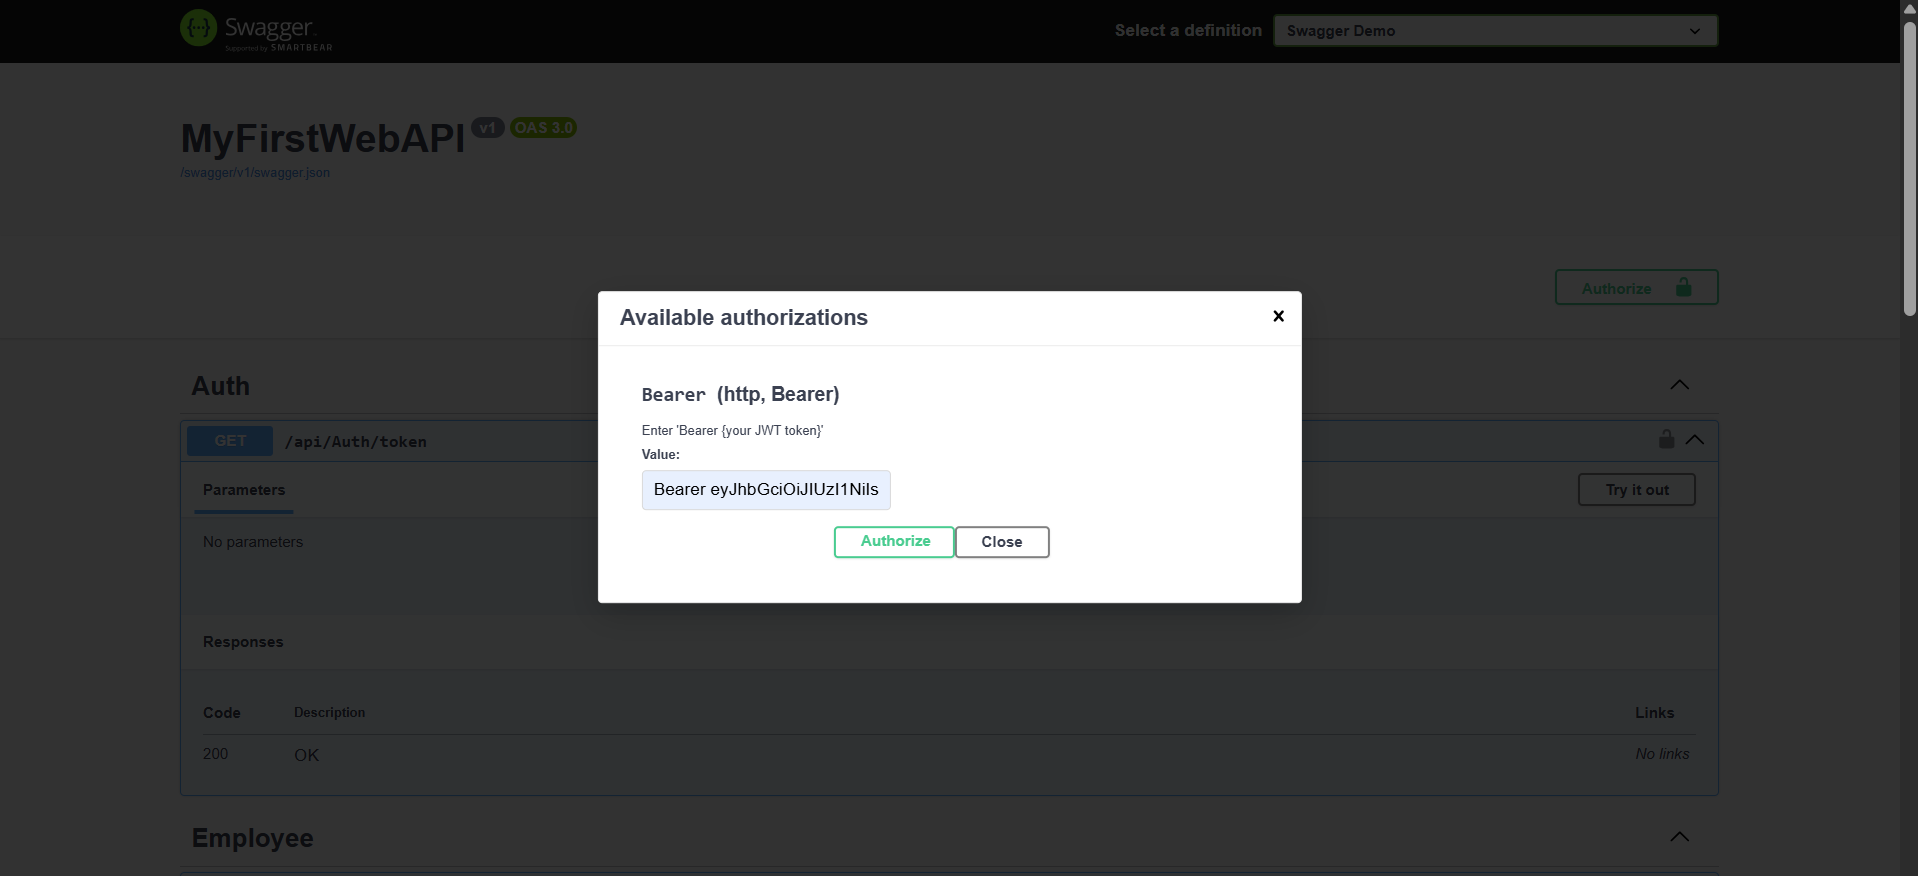 Swagger
Supported by SMARTBEAR
Select a definition
Swagger Demo
MyFirstWebAPI v1 OAS 3.0
/swagger/v1/swagger.json
Authorize
Available authorizations
Bearer (http, Bearer)
Enter 'Bearer {your JWT token}'
Value:
Bearer eyJhbGciOiJIUzI1NiIs
Authorize
Close
Auth
GET /api/Auth/token
Parameters
Try it out
No parameters
Responses
Code Description Links
200 OK No links
Employee